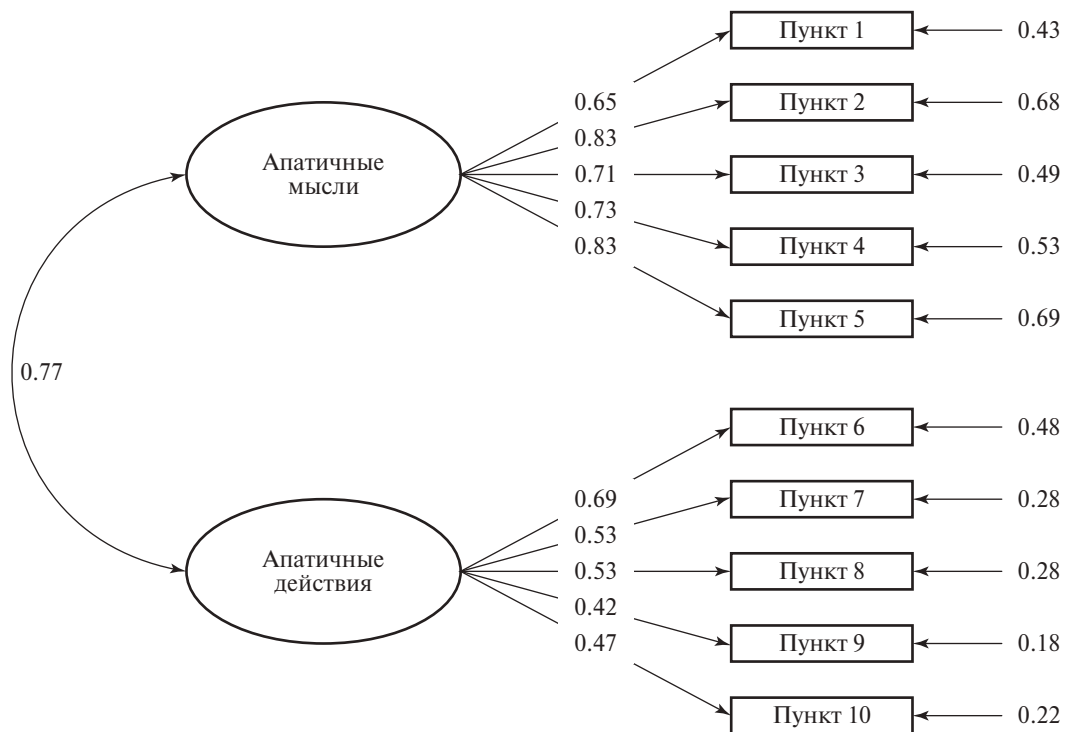 Пункт 1
0.43
0.65
Пункт 2
0.68
0.83
Апатичные
мысли
0.71
Пункт 3
0.49
0.73
Пункт 4
0.53
0.83
Пункт 5
0.69
0.77
Пункт 6
0.48
0.69
Пункт 7
0.28
0.53
Апатичные
действия
0.53
Пункт 8
0.28
0.42
Пункт 9
0.18
0.47
Пункт 10
0.22